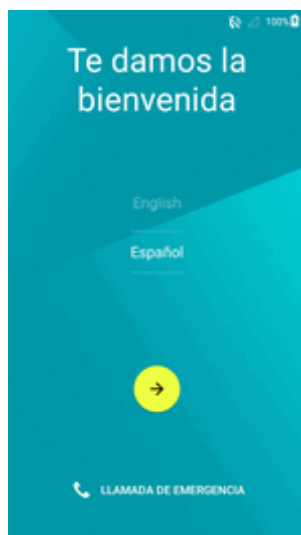 100%
Te damos la
bienvenida
English
Español
LLAMADA DE EMERGENCIA